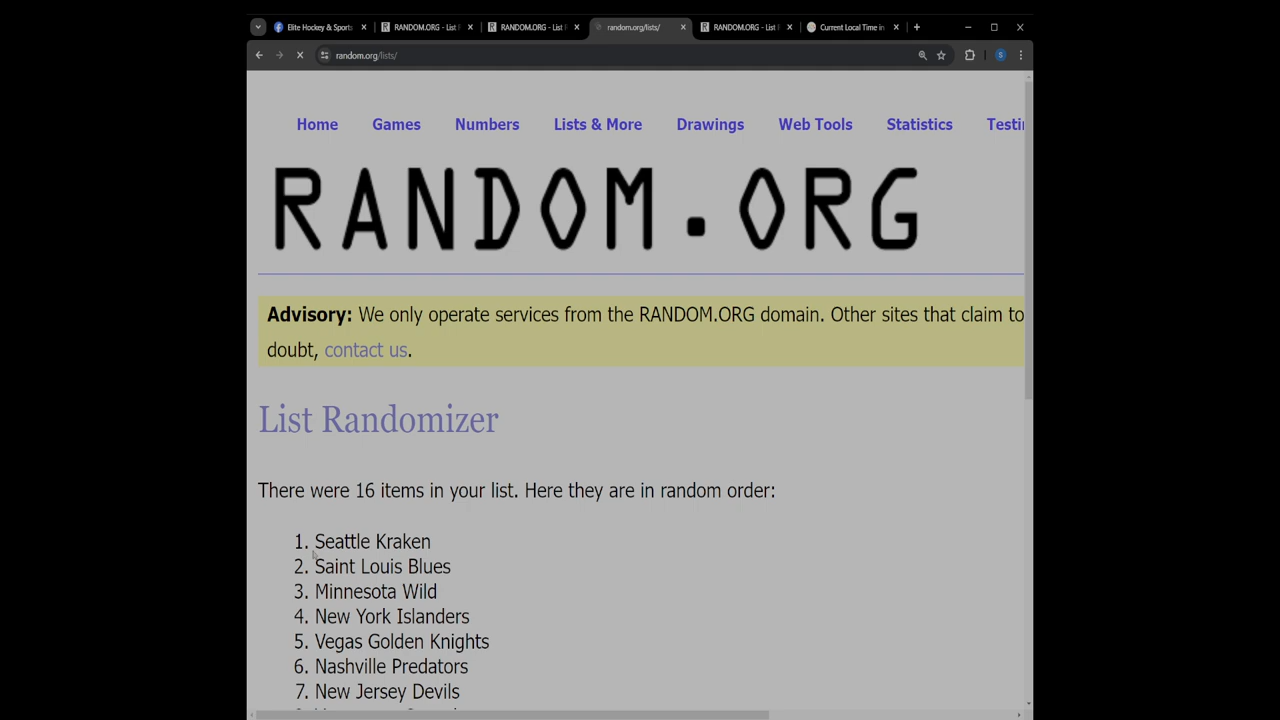 Elite Hockey & Sports
RANDOM.ORG - List
RANDOM.ORG - List
random.org/lists/
RANDOM.ORG - List
Current Local Time in
random.org/lists/
S
Home Games Numbers Lists & More Drawings Web Tools Statistics Testin
RANDOM.ORG
Advisory: We only operate services from the RANDOM.ORG domain. Other sites that claim to
doubt, contact us.
List Randomizer
There were 16 items in your list. Here they are in random order:
1. Seattle Kraken
2. Saint Louis Blues
3. Minnesota Wild
4. New York Islanders
5. Vegas Golden Knights
6. Nashville Predators
7. New Jersey Devils